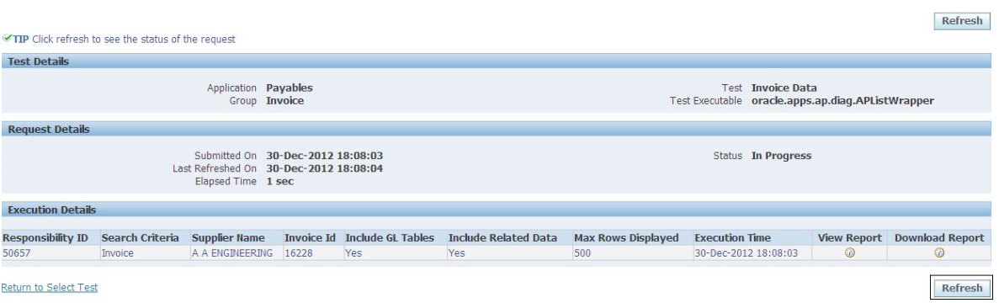 Refresh
TIP Click refresh to see the status of the request
Test Details
Application Payables Test Invoice Data
Group Invoice Test Executable oracle.apps.ap.diag.APListWrapper
Request Details
Submitted On 30-Dec-2012 18:08:03 Status In Progress
Last Refreshed On 30-Dec-2012 18:08:04
Elapsed Time 1 sec
Execution Details
Responsibility ID Search Criteria Supplier Name Invoice Id Include GL Tables Include Related Data Max Rows Displayed Execution Time View Report Download Report
50657 Invoice A A ENGINEERING 16228 Yes Yes 500 30-Dec-2012 18:08:03
Return to Select Test Refresh